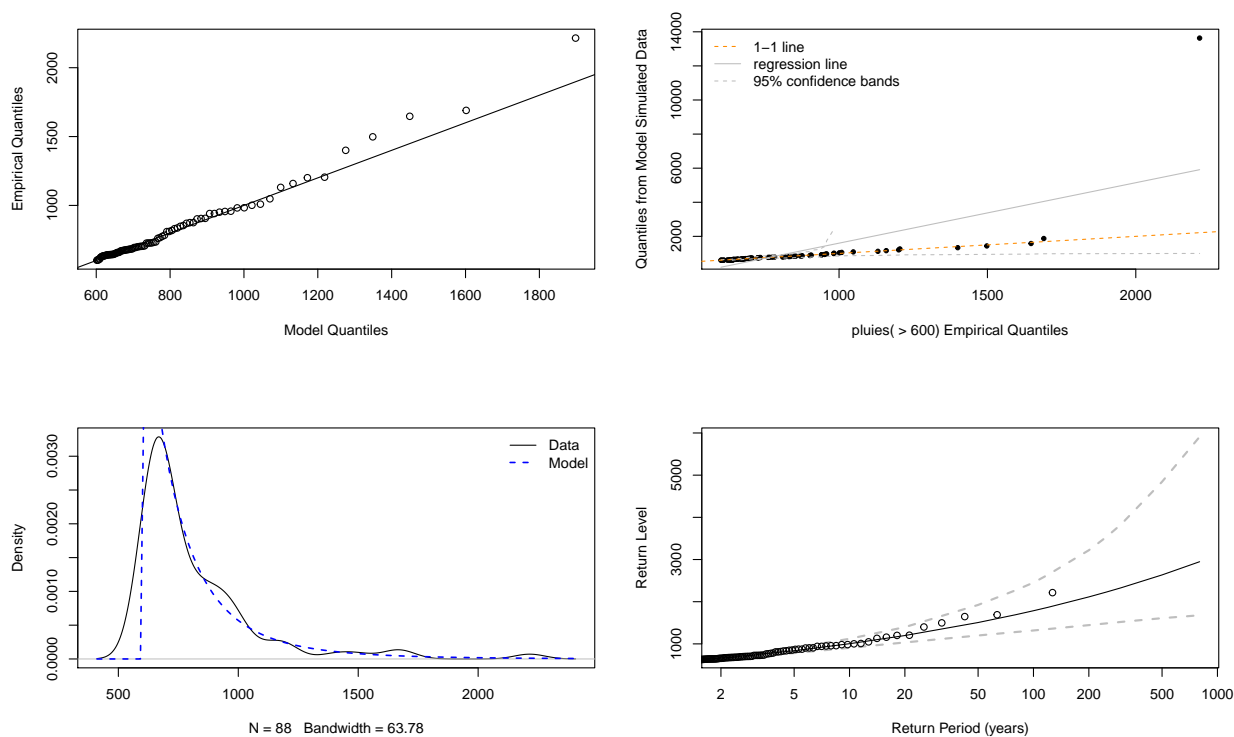 2000
1500
1000
Empirical Quantiles
600
800
1000
1200
1400
1600
1800
Model Quantiles
14000
10000
6000
2000
Quantiles from Model Simulated Data
1−1 line
regression line
95% confidence bands
1000
1500
2000
pluies( > 600) Empirical Quantiles
0.0030
0.0020
0.0010
0.0000
Density
Data
Model
500
1000
1500
2000
N = 88   Bandwidth = 63.78
5000
3000
1000
Return Level
2
5
10
20
50
100
200
500
1000
Return Period (years)